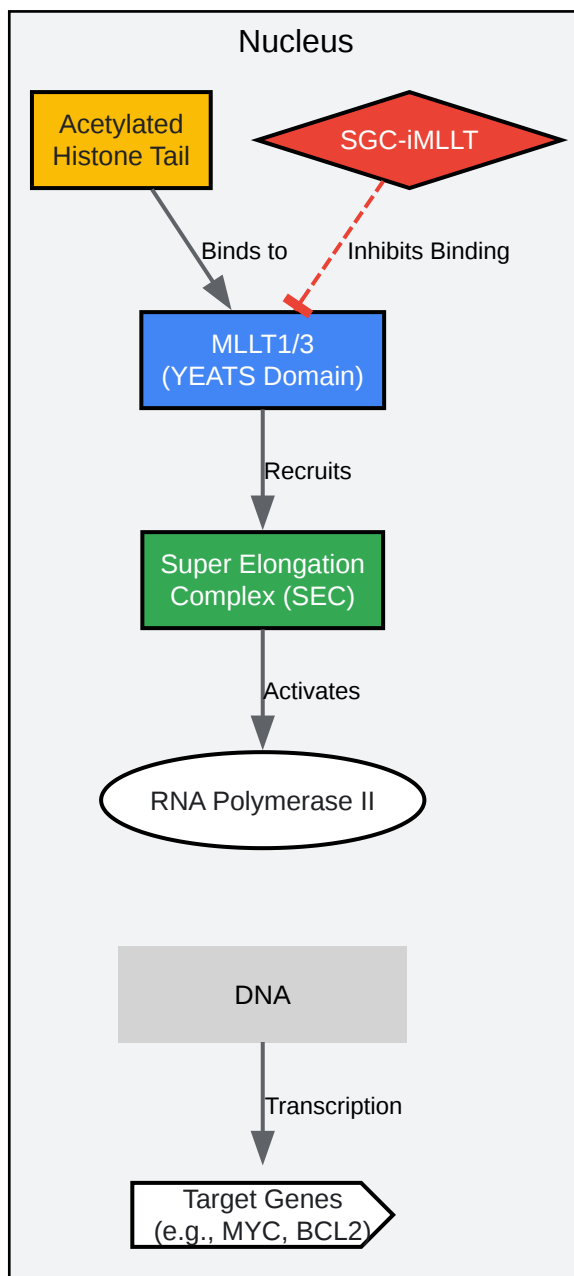 Nucleus
Acetylated
Histone Tail
SGC-iMLLT
Binds to
Inhibits Binding
MLLT1/3
(YEATS Domain)
Recruits
Super Elongation
Complex (SEC)
Activates
RNA Polymerase II
DNA
Transcription
Target Genes
(e.g., MYC, BCL2)